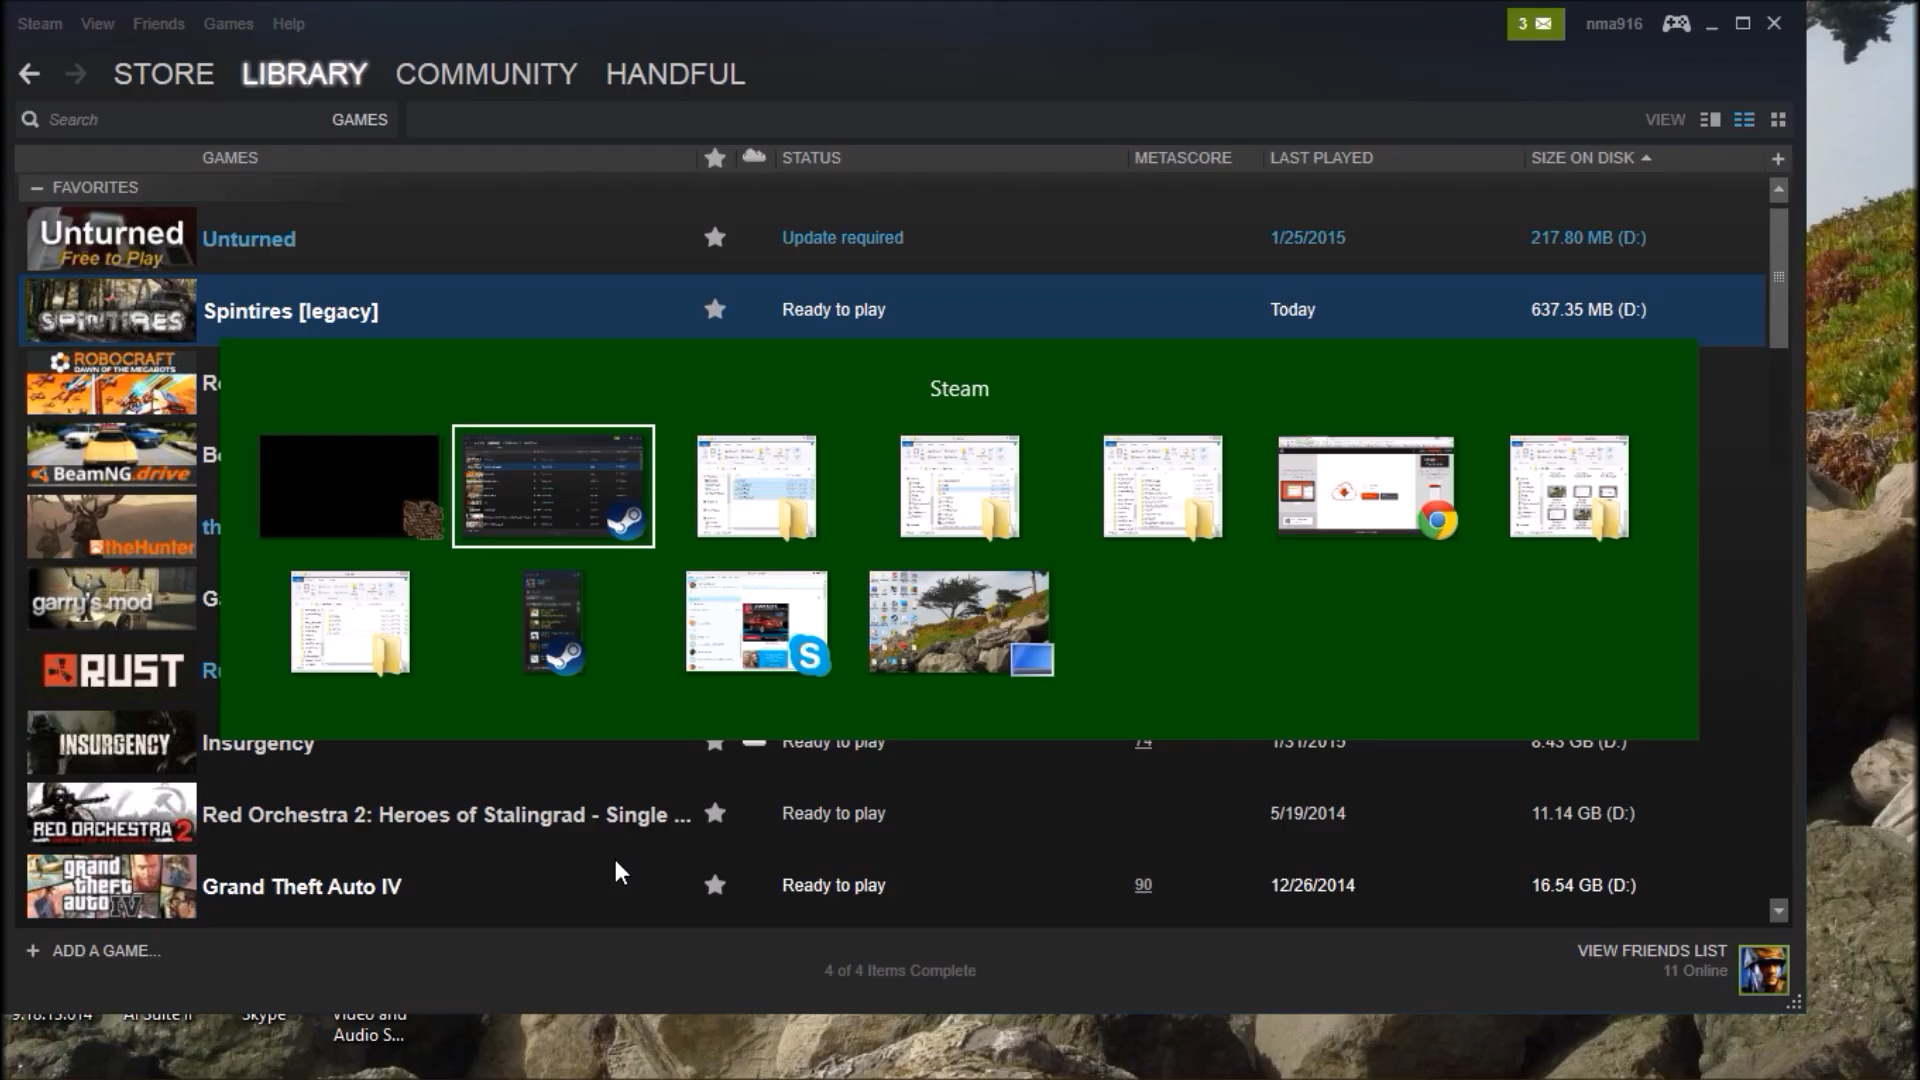 Steam View Friends Games Help
3
nma916
STORE LIBRARY COMMUNITY HANDFUL
Search
GAMES
VIEW
GAMES STATUS METASCORE LAST PLAYED SIZE ON DISK
FAVORITES
Unturned
Free to Play
Unturned Update required 1/25/2015 217.80 MB (D:)
SPINTIRES
Spintires [legacy] Ready to play Today 637.35 MB (D:)
ROBOCRAFT
DAWN OF THE MEGABOTS
Steam
BeamNG.drive
theHunter
th
garry's mod
RUST
INSURGENCY
Insurgency Ready to play 74 1/31/2015 8.43 GB (D:)
RED ORCHESTRA 2
Red Orchestra 2: Heroes of Stalingrad - Single ... Ready to play 5/19/2014 11.14 GB (D:)
grand
theft
auto IV
Grand Theft Auto IV Ready to play 90 12/26/2014 16.54 GB (D:)
ADD A GAME...
VIEW FRIENDS LIST
4 of 4 Items Complete
11 Online
Skype
Video and
Audio S...